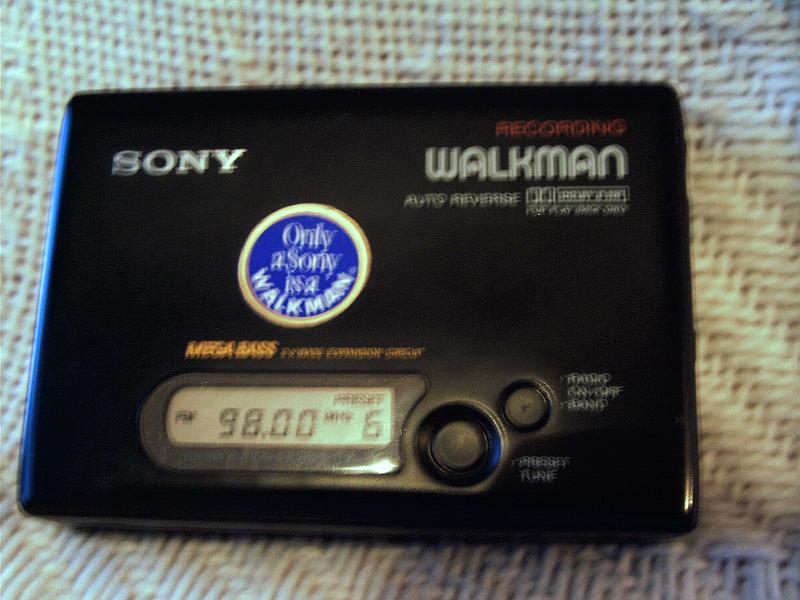 SONY
RECORDING
WALKMAN
AUTO REVERSE
Only
a Sony
is a
WALKMAN
MEGA BASS
PRESET
FM 98.00 MHz 6
RADIO
ON/OFF
BAND
PRESET
TUNE